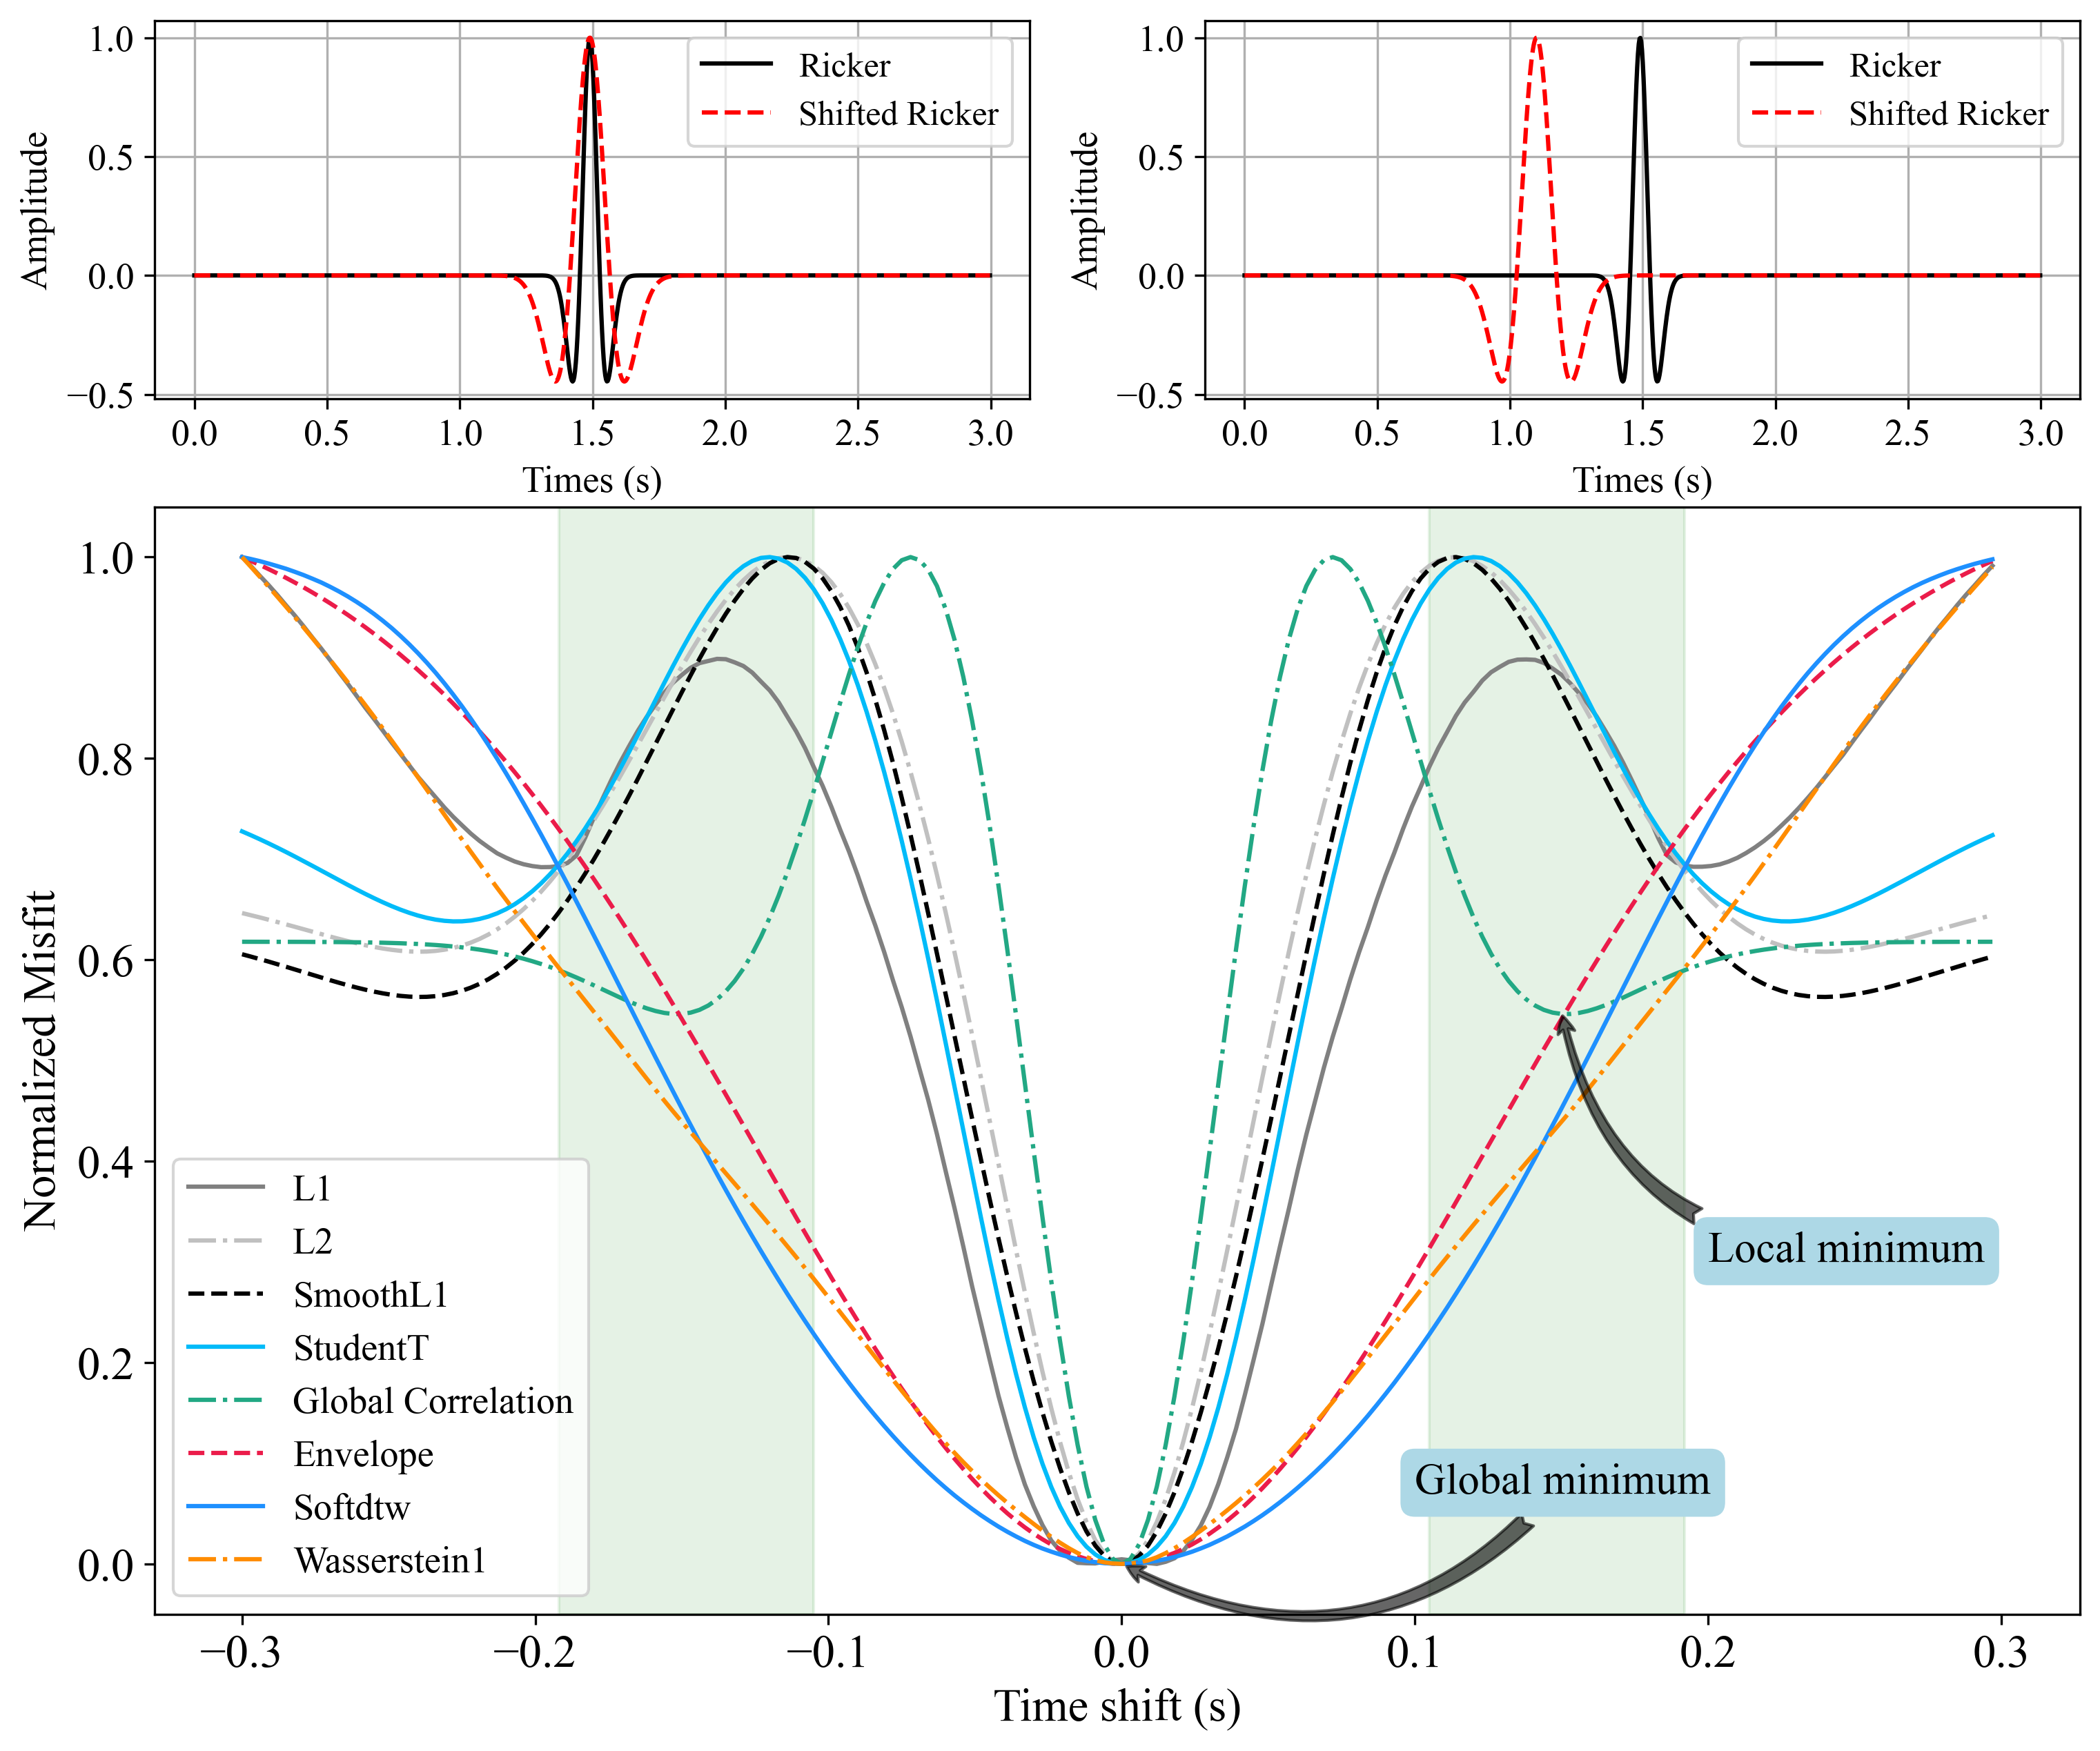 1.0
0.5
0.0
−0.5
Amplitude
Ricker
Shifted Ricker
0.0 0.5 1.0 1.5 2.0 2.5 3.0
Times (s)
1.0
0.5
0.0
−0.5
Amplitude
Ricker
Shifted Ricker
0.0 0.5 1.0 1.5 2.0 2.5 3.0
Times (s)
1.0
0.8
0.6
0.4
0.2
0.0
Normalized Misfit
L1
L2
SmoothL1
StudentT
Global Correlation
Envelope
Softdtw
Wasserstein1
Local minimum
Global minimum
−0.3 −0.2 −0.1 0.0 0.1 0.2 0.3
Time shift (s)